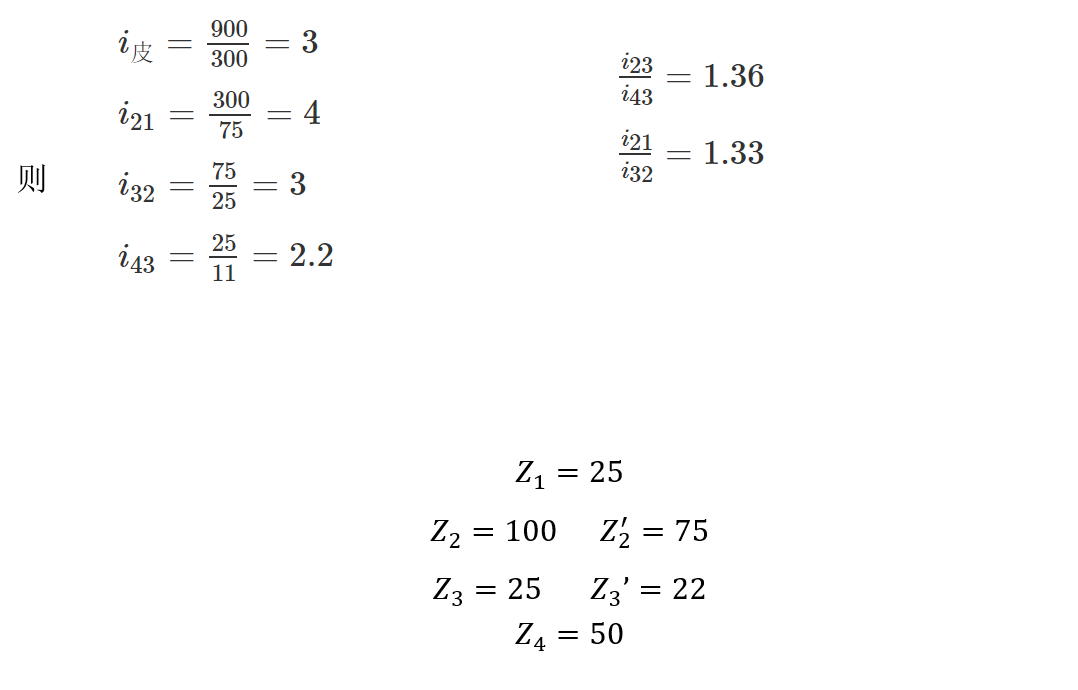 i皮 = 900/300 = 3
i23/i43 = 1.36
i21 = 300/75 = 4
i21/i32 = 1.33
则
i32 = 75/25 = 3
i43 = 25/11 = 2.2
Z1 = 25
Z2 = 100 Z2′ = 75
Z3 = 25 Z3’ = 22
Z4 = 50